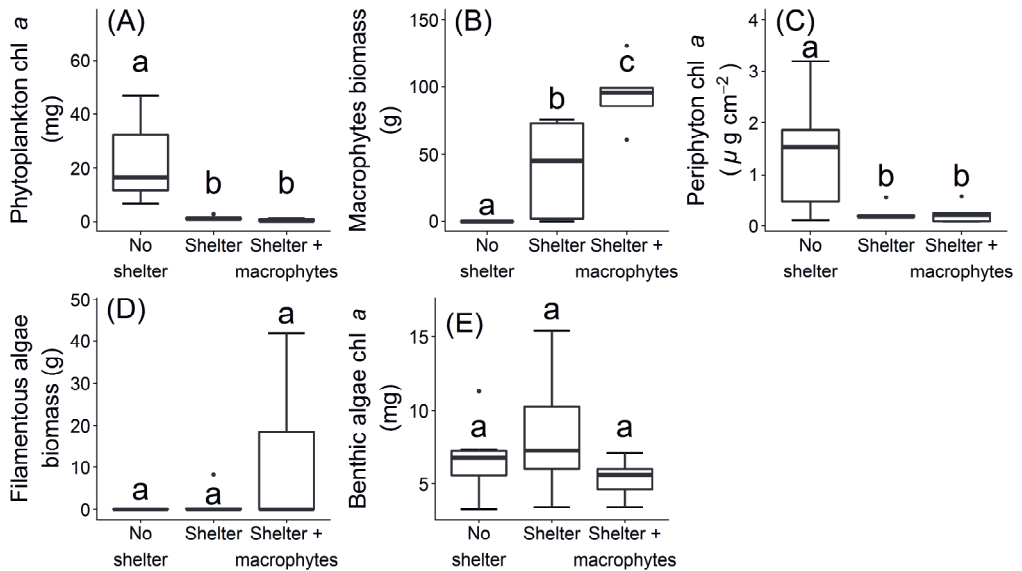 (A)
Phytoplankton chl a
(mg)
60
40
20
0
a
b
b
No
shelter
Shelter
Shelter +
macrophytes
(B)
Macrophytes biomass
(g)
150
100
50
0
a
b
c
No
shelter
Shelter
Shelter +
macrophytes
(C)
Periphyton chl a
( µ g cm−2 )
4
3
2
1
0
a
b
b
No
shelter
Shelter
Shelter +
macrophytes
(D)
Filamentous algae
biomass (g)
50
40
30
20
10
0
a
a
a
No
shelter
Shelter
Shelter +
macrophytes
(E)
Benthic algae chl a
(mg)
15
10
5
a
a
a
No
shelter
Shelter
Shelter +
macrophytes